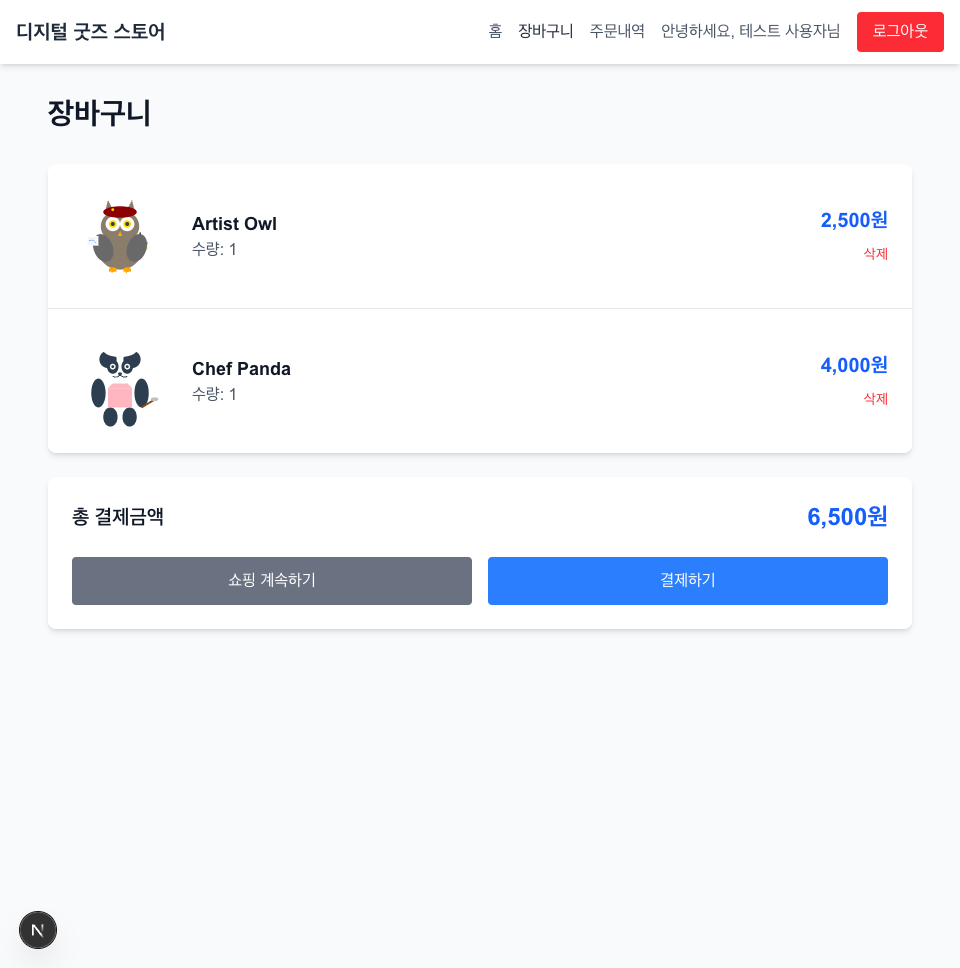 디지털 굿즈 스토어
홈 장바구니 주문내역 안녕하세요, 테스트 사용자님 로그아웃
장바구니
Artist Owl
수량: 1
2,500원
삭제
Chef Panda
수량: 1
4,000원
삭제
총 결제금액
6,500원
쇼핑 계속하기
결제하기
N